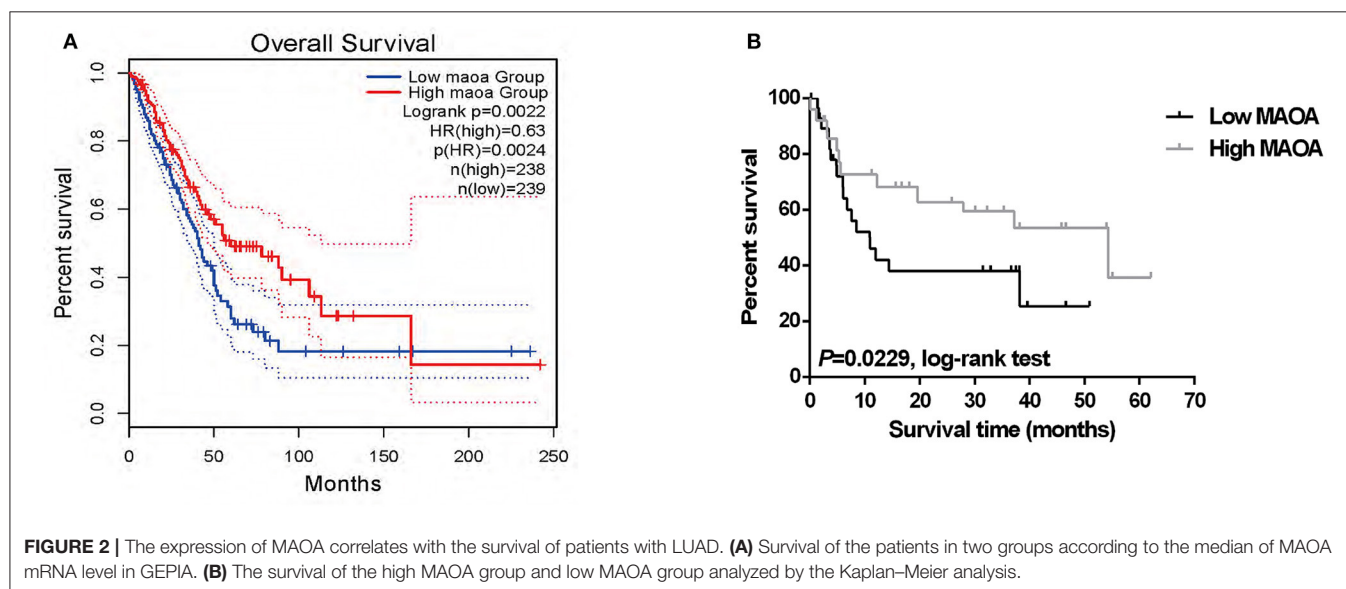 A
Overall Survival
Low maoa Group
High maoa Group
Logrank p=0.0022
HR(high)=0.63
p(HR)=0.0024
n(high)=238
n(low)=239
Percent survival
1.0
0.8
0.6
0.4
0.2
0.0
0 50 100 150 200 250
Months
B
Low MAOA
High MAOA
Percent survival
100
80
60
40
20
0
P=0.0229, log-rank test
0 10 20 30 40 50 60 70
Survival time (months)
FIGURE 2 | The expression of MAOA correlates with the survival of patients with LUAD. (A) Survival of the patients in two groups according to the median of MAOA
mRNA level in GEPIA. (B) The survival of the high MAOA group and low MAOA group analyzed by the Kaplan–Meier analysis.